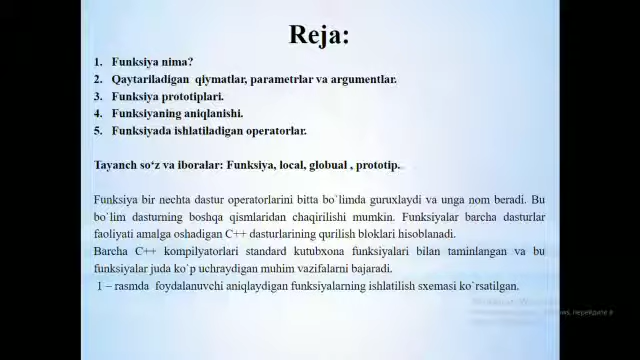 Reja:
1. Funksiya nima?
2. Qaytariladigan qiymatlar, parametrlar va argumentlar.
3. Funksiya prototiplari.
4. Funksiyaning aniqlanishi.
5. Funksiyada ishlatiladigan operatorlar.
Tayanch so‘z va iboralar: Funksiya, local, globual , prototip.
Funksiya bir nechta dastur operatorlarini bitta bo`limda guruxlaydi va unga nom beradi. Bu
bo`lim dasturning boshqa qismlaridan chaqirilishi mumkin. Funksiyalar barcha dasturlar
faoliyati amalga oshadigan C++ dasturlarining qurilish bloklari hisoblanadi.
Barcha C++ kompilyatorlari standard kutubxona funksiyalari bilan taminlangan va bu
funksiyalar juda ko`p uchraydigan muhim vazifalarni bajaradi.
1 – rasmda foydalanuvchi aniqlaydigan funksiyalarning ishlatilish sxemasi ko`rsatilgan.
перейдите в